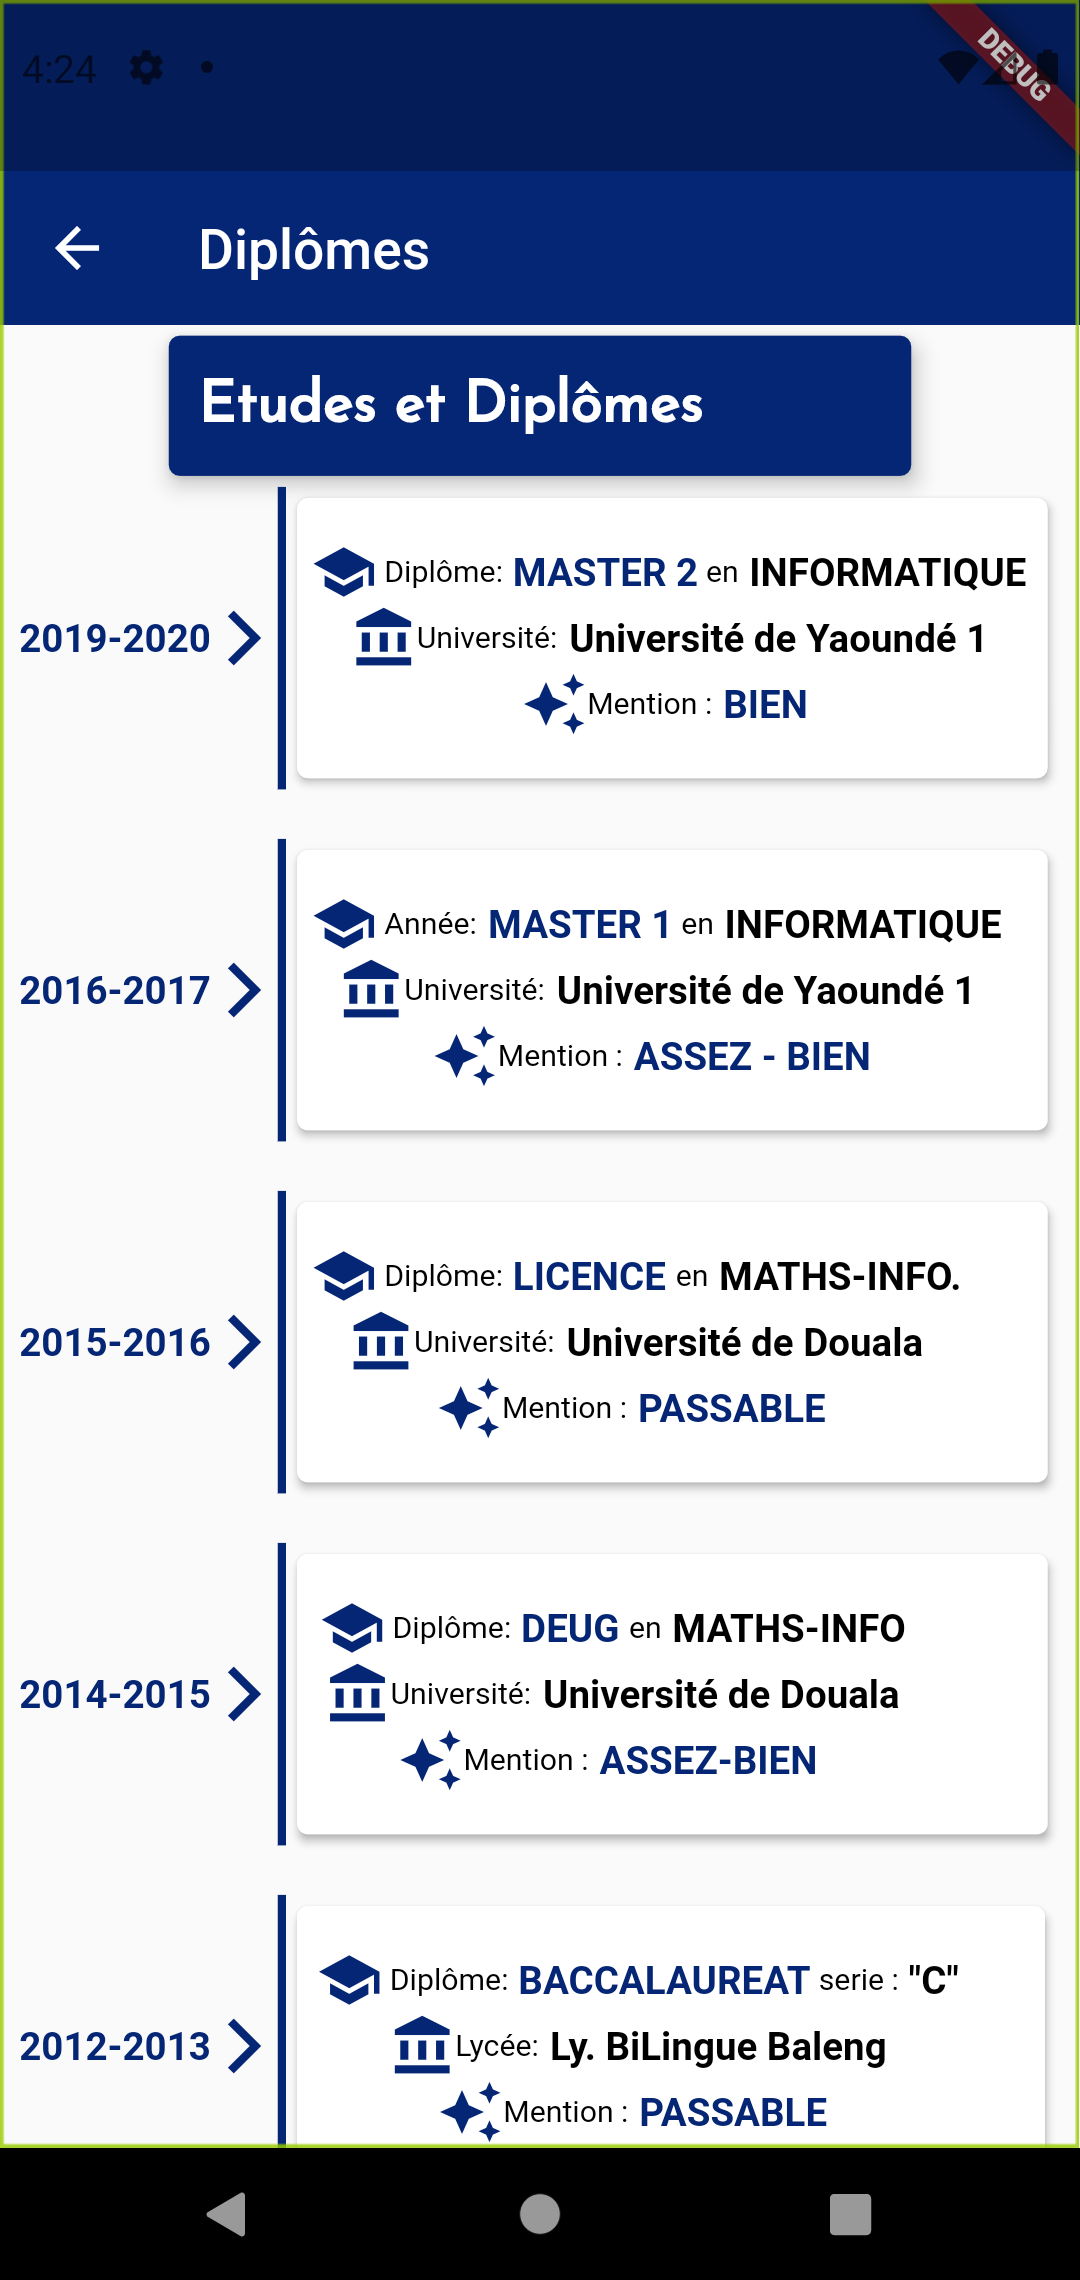 4:24
DEBUG
Diplômes
Etudes et Diplômes
2019-2020
Diplôme: MASTER 2 en INFORMATIQUE
Université: Université de Yaoundé 1
Mention : BIEN
2016-2017
Année: MASTER 1 en INFORMATIQUE
Université: Université de Yaoundé 1
Mention : ASSEZ - BIEN
2015-2016
Diplôme: LICENCE en MATHS-INFO.
Université: Université de Douala
Mention : PASSABLE
2014-2015
Diplôme: DEUG en MATHS-INFO
Université: Université de Douala
Mention : ASSEZ-BIEN
2012-2013
Diplôme: BACCALAUREAT serie : "C"
Lycée: Ly. BiLingue Baleng
Mention : PASSABLE